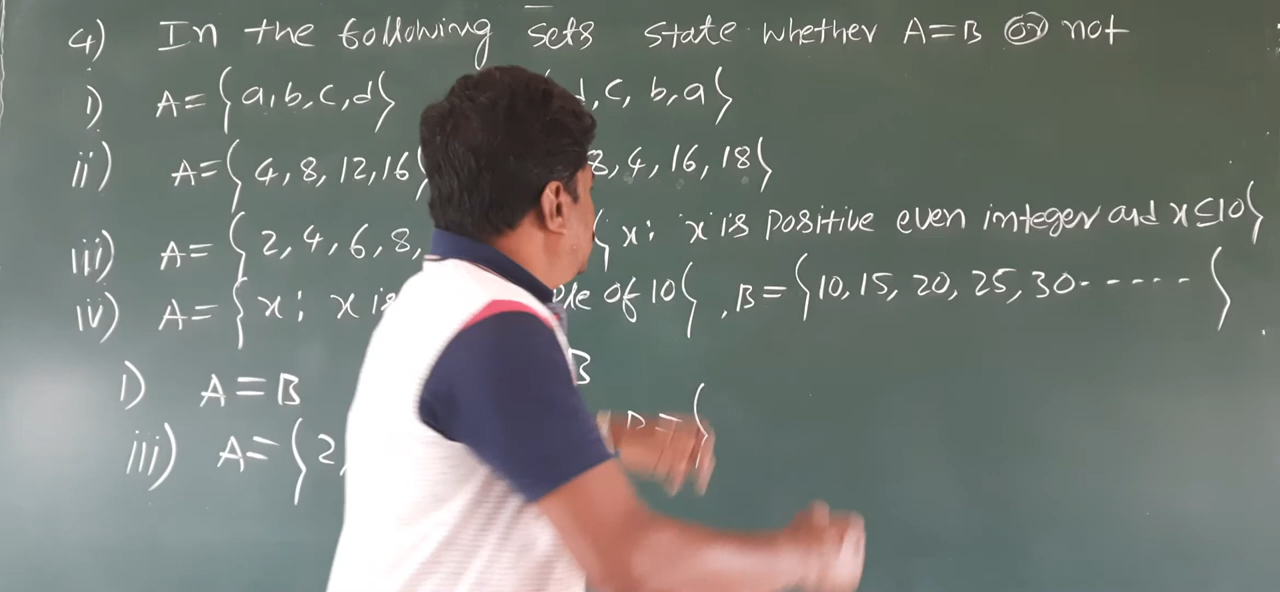 4) In the following sets state whether A=B or not
i) A={a,b,c,d} d,c,b,a}
ii) A={4,8,12,16} 8,4,16,18}
iii) A={2,4,6,8, {x: x is positive even integer and x≤10}
iv) A={x: x is of 10}, B={10,15,20,25,30------}
i) A=B B
iii) A={2, B={